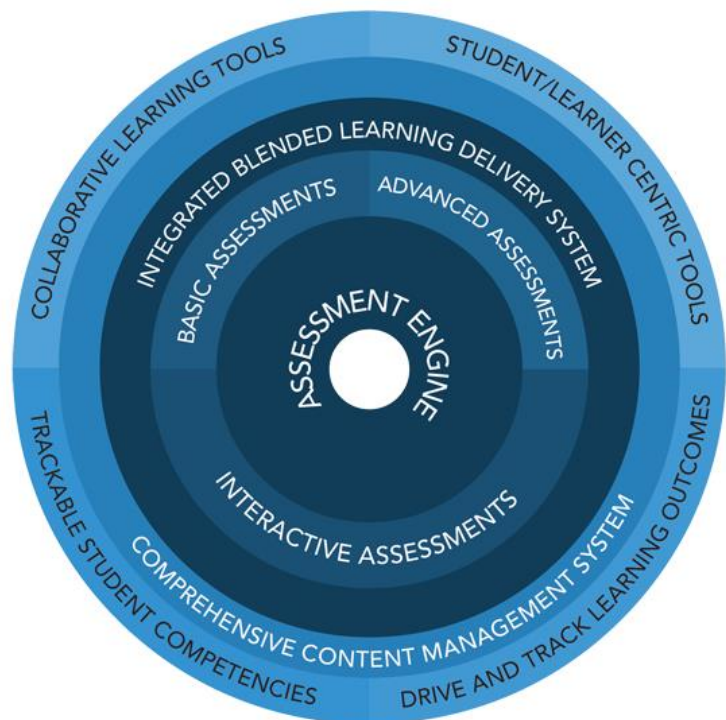 COLLABORATIVE LEARNING TOOLS
STUDENT/LEARNER CENTRIC TOOLS
INTEGRATED BLENDED LEARNING DELIVERY SYSTEM
BASIC ASSESSMENTS
ADVANCED ASSESSMENTS
ASSESSMENT ENGINE
INTERACTIVE ASSESSMENTS
COMPREHENSIVE CONTENT MANAGEMENT SYSTEM
TRACKABLE STUDENT COMPETENCIES
DRIVE AND TRACK LEARNING OUTCOMES